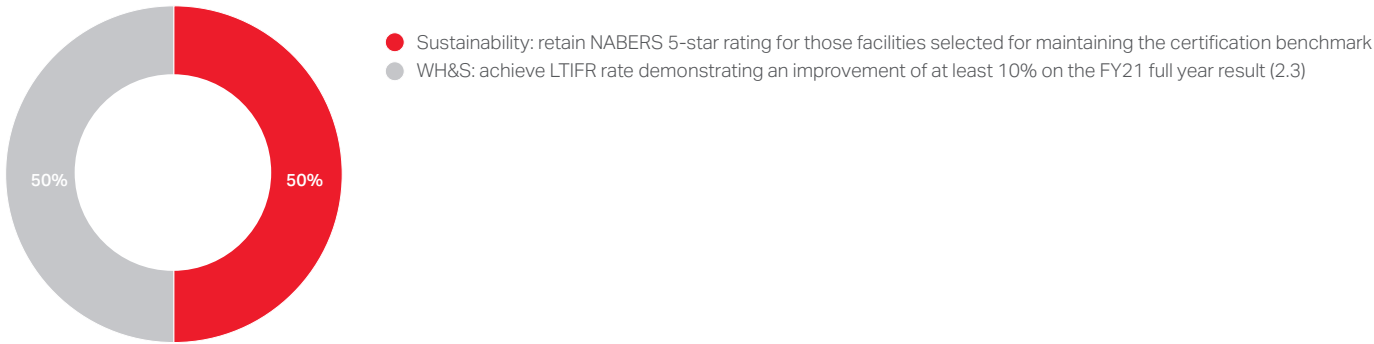 Sustainability: retain NABERS 5-star rating for those facilities selected for maintaining the certification benchmark
WH&S: achieve LTIFR rate demonstrating an improvement of at least 10% on the FY21 full year result (2.3)
50%
50%